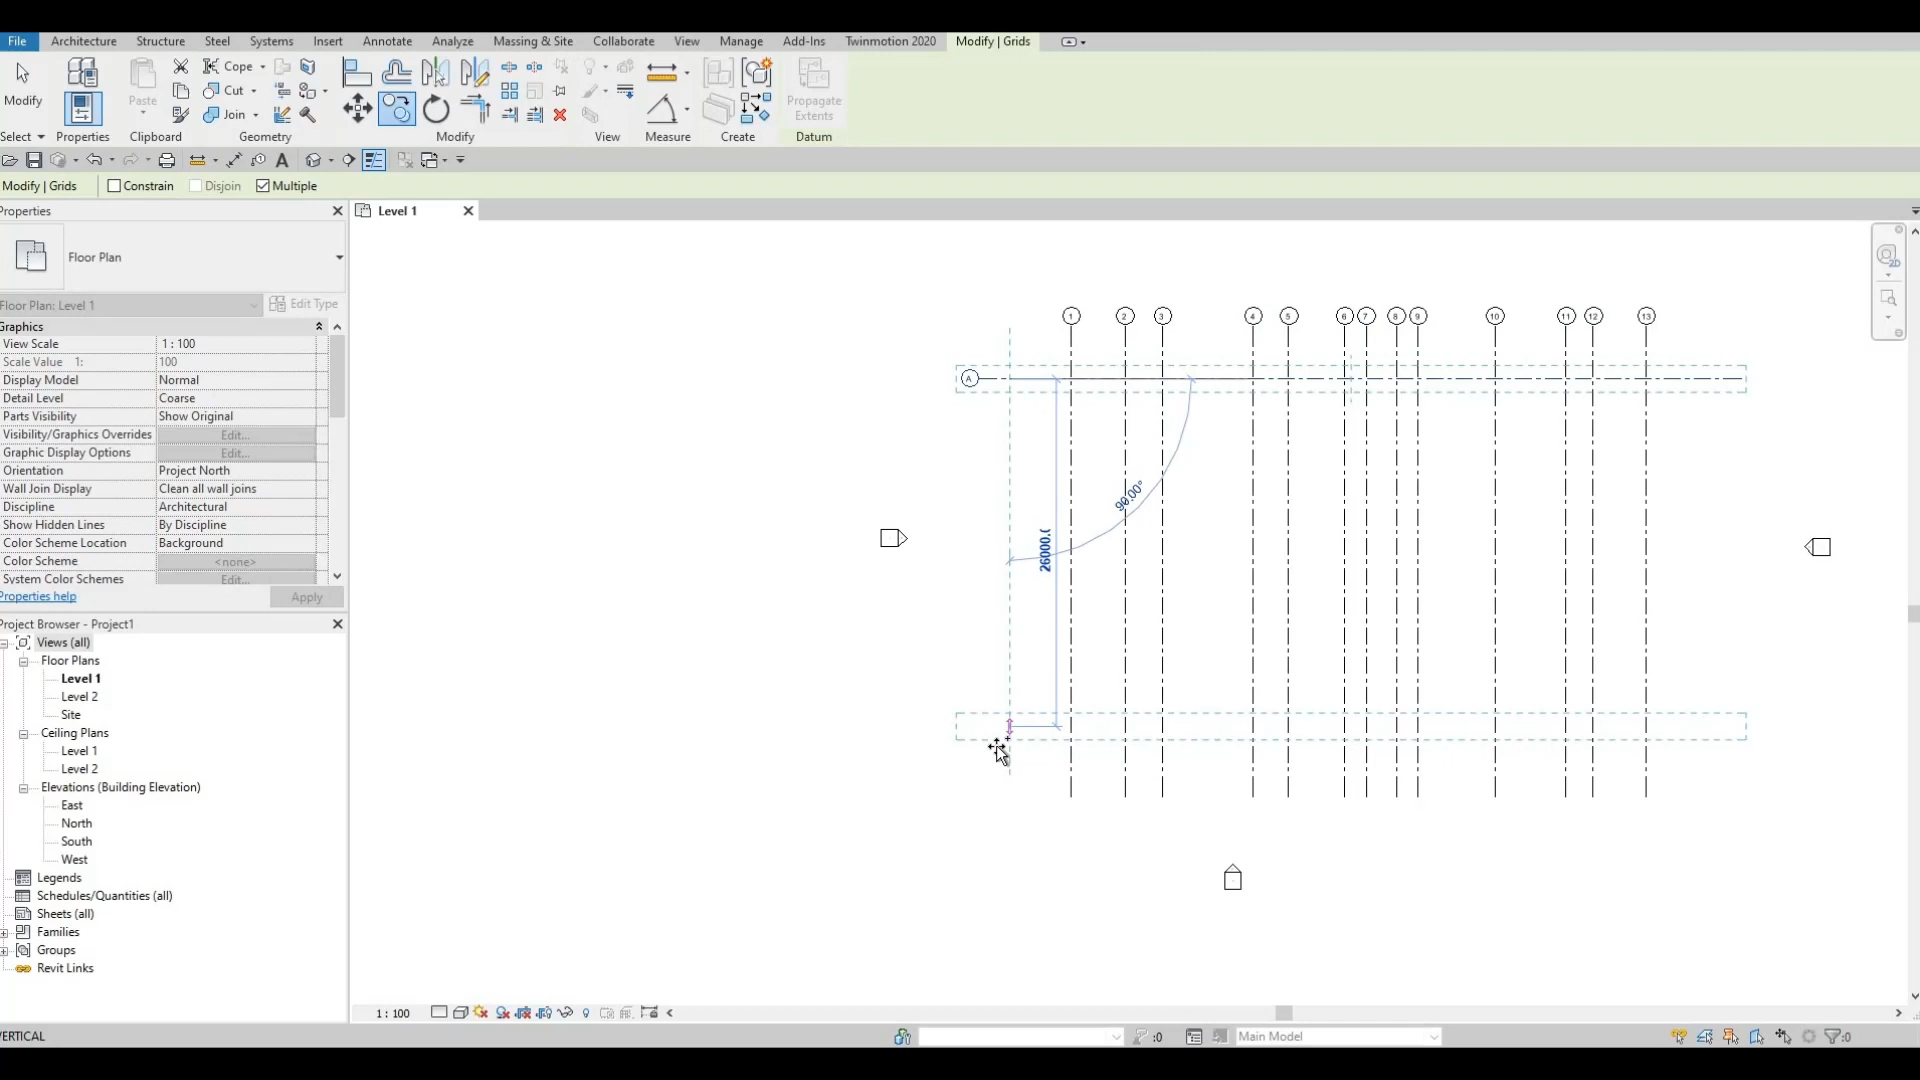 File Architecture Structure Steel Systems Insert Annotate Analyze Massing & Site Collaborate View Manage Add-Ins Twinmotion 2020 Modify | Grids
Modify Paste Cope Cut Join Propagate Extents
Select Properties Clipboard Geometry Modify View Measure Create Datum
Modify | Grids Constrain Disjoin Multiple
Properties
Level 1
Floor Plan
Floor Plan: Level 1 Edit Type
Graphics
View Scale 1 : 100
Scale Value 1: 100
Display Model Normal
Detail Level Coarse
Parts Visibility Show Original
Visibility/Graphics Overrides Edit...
Graphic Display Options Edit...
Orientation Project North
Wall Join Display Clean all wall joins
Discipline Architectural
Show Hidden Lines By Discipline
Color Scheme Location Background
Color Scheme <none>
System Color Schemes Edit...
Properties help Apply
Project Browser - Project1
Views (all)
Floor Plans
Level 1
Level 2
Site
Ceiling Plans
Level 1
Level 2
Elevations (Building Elevation)
East
North
South
West
Legends
Schedules/Quantities (all)
Sheets (all)
Families
Groups
Revit Links
1 2 3 4 5 6 7 8 9 10 11 12 13
A
90.00°
26000.(
2D
1 : 100
ERTICAL
:0 Main Model :0